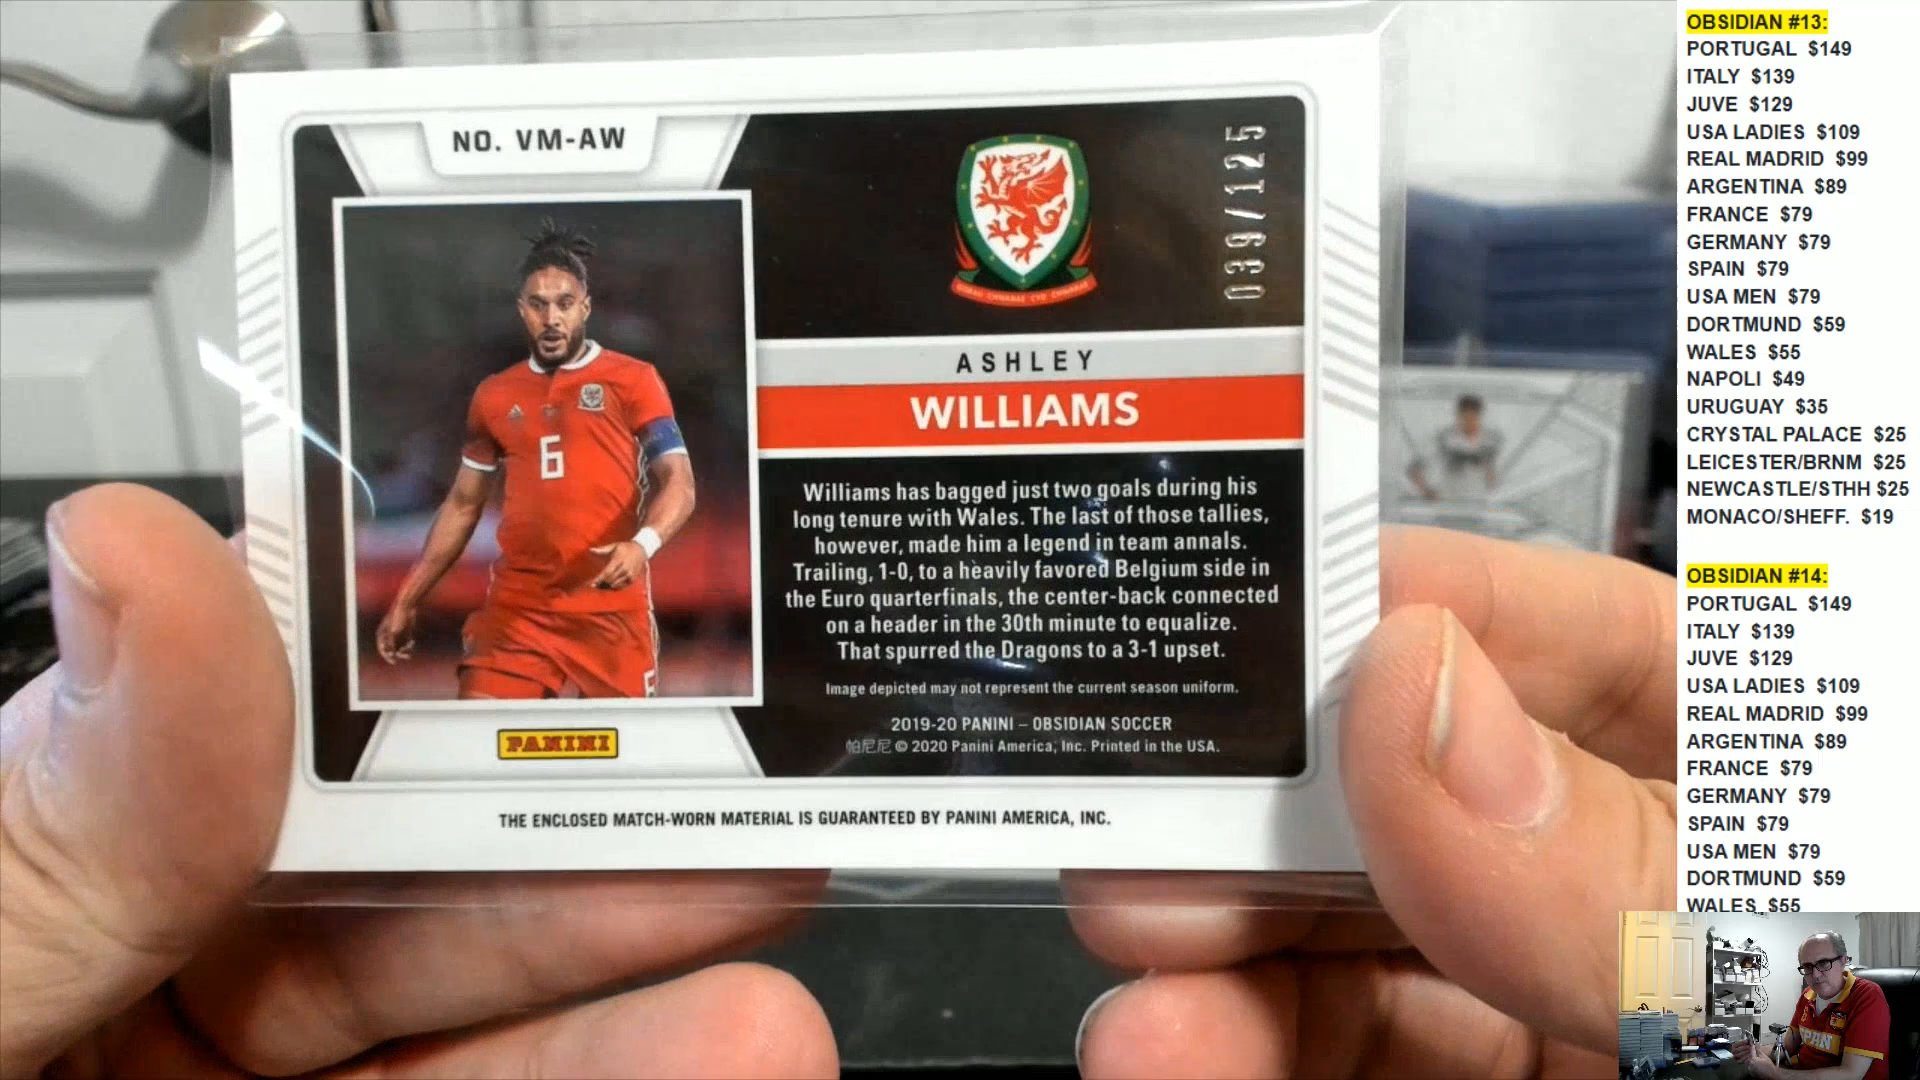 NO. VM-AW
039/125
6
ASHLEY
WILLIAMS
Williams has bagged just two goals during his
long tenure with Wales. The last of those tallies,
however, made him a legend in team annals.
Trailing, 1-0, to a heavily favored Belgium side in
the Euro quarterfinals, the center-back connected
on a header in the 30th minute to equalize.
That spurred the Dragons to a 3-1 upset.
Image depicted may not represent the current season uniform.
2019-20 PANINI – OBSIDIAN SOCCER
帕尼尼 © 2020 Panini America, Inc. Printed in the USA.
PANINI
THE ENCLOSED MATCH-WORN MATERIAL IS GUARANTEED BY PANINI AMERICA, INC.
OBSIDIAN #13:
PORTUGAL $149
ITALY $139
JUVE $129
USA LADIES $109
REAL MADRID $99
ARGENTINA $89
FRANCE $79
GERMANY $79
SPAIN $79
USA MEN $79
DORTMUND $59
WALES $55
NAPOLI $49
URUGUAY $35
CRYSTAL PALACE $25
LEICESTER/BRNM $25
NEWCASTLE/STHH $25
MONACO/SHEFF. $19
OBSIDIAN #14:
PORTUGAL $149
ITALY $139
JUVE $129
USA LADIES $109
REAL MADRID $99
ARGENTINA $89
FRANCE $79
GERMANY $79
SPAIN $79
USA MEN $79
DORTMUND $59
WALES $55